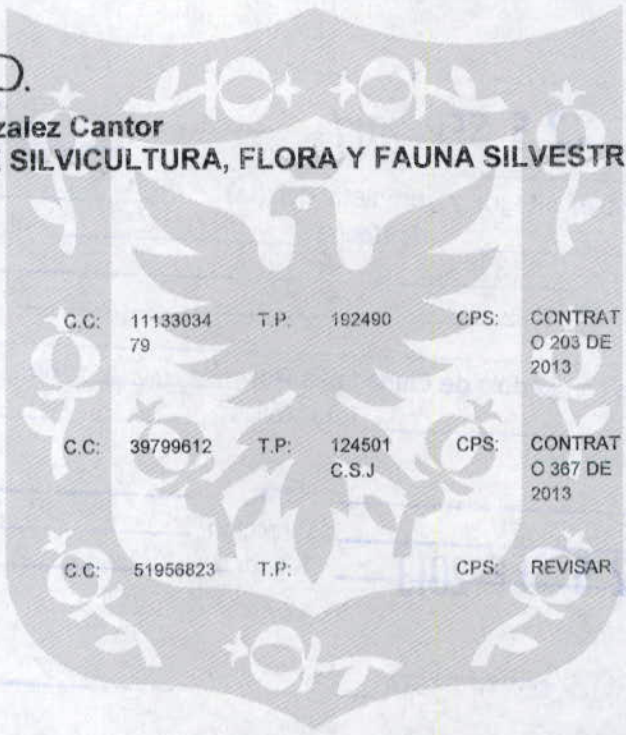 D.
zalez Cantor
SILVICULTURA, FLORA Y FAUNA SILVESTR
C.C: 11133034 T.P: 192490 CPS: CONTRAT
79 O 203 DE
2013
C.C: 39799612 T.P: 124501 CPS: CONTRAT
C.S.J O 367 DE
2013
C.C: 51956823 T.P: CPS: REVISAR